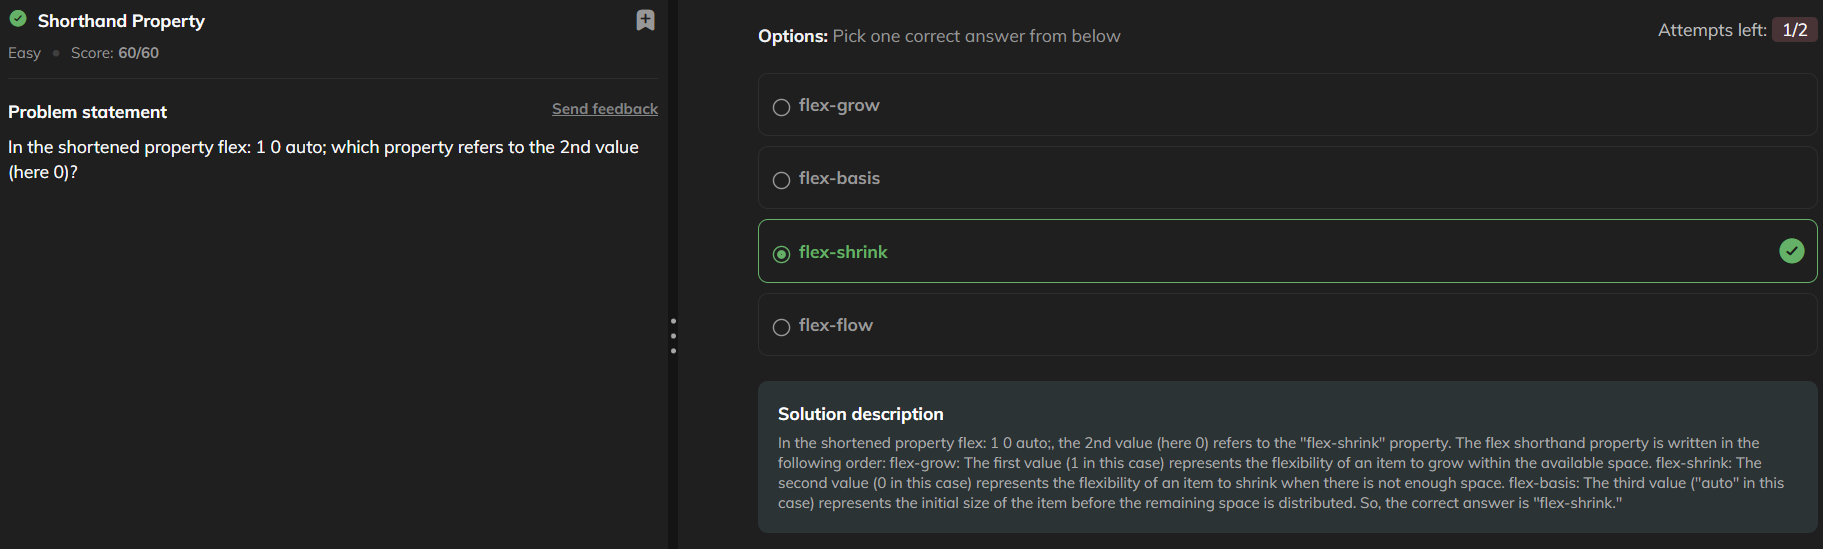 Shorthand Property
Easy • Score: 60/60
Problem statement
Send feedback
In the shortened property flex: 1 0 auto; which property refers to the 2nd value
(here 0)?
Options: Pick one correct answer from below
Attempts left: 1/2
flex-grow
flex-basis
flex-shrink
flex-flow
Solution description
In the shortened property flex: 1 0 auto;, the 2nd value (here 0) refers to the "flex-shrink" property. The flex shorthand property is written in the
following order: flex-grow: The first value (1 in this case) represents the flexibility of an item to grow within the available space. flex-shrink: The
second value (0 in this case) represents the flexibility of an item to shrink when there is not enough space. flex-basis: The third value ("auto" in this
case) represents the initial size of the item before the remaining space is distributed. So, the correct answer is "flex-shrink."